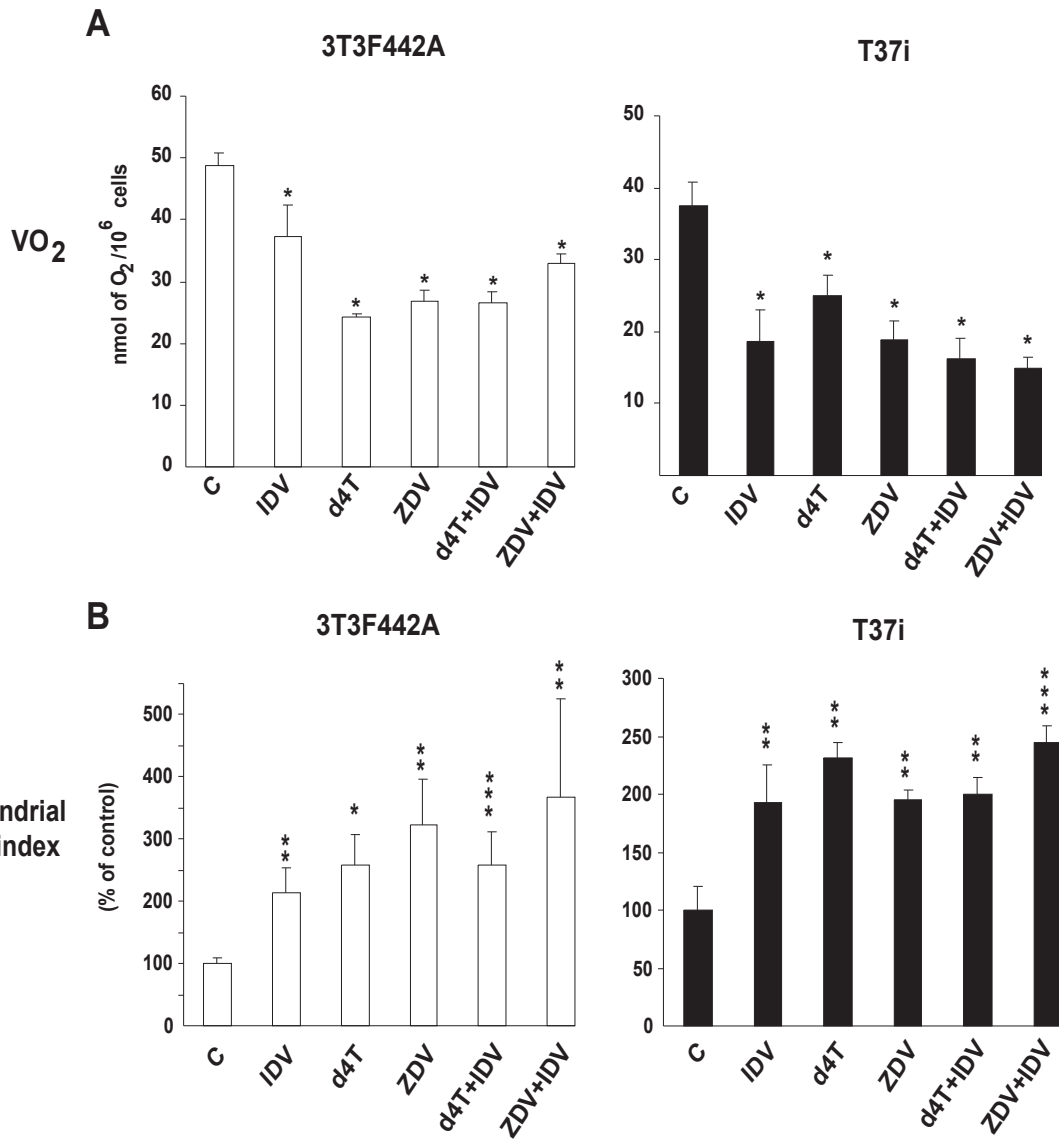 A
3T3F442A
T37i
VO2
nmol of O2/10^6 cells
60
50
40
30
20
10
0
* * * * *
C IDV d4T ZDV d4T+IDV ZDV+IDV
50
40
30
20
10
* * * * *
C IDV d4T ZDV d4T+IDV ZDV+IDV
B
3T3F442A
T37i
ndrial
index
(% of control)
500
400
300
200
100
0
** * ** *** **
C IDV d4T ZDV d4T+IDV ZDV+IDV
300
250
200
150
100
50
0
** ** ** ** ***
C IDV d4T ZDV d4T+IDV ZDV+IDV